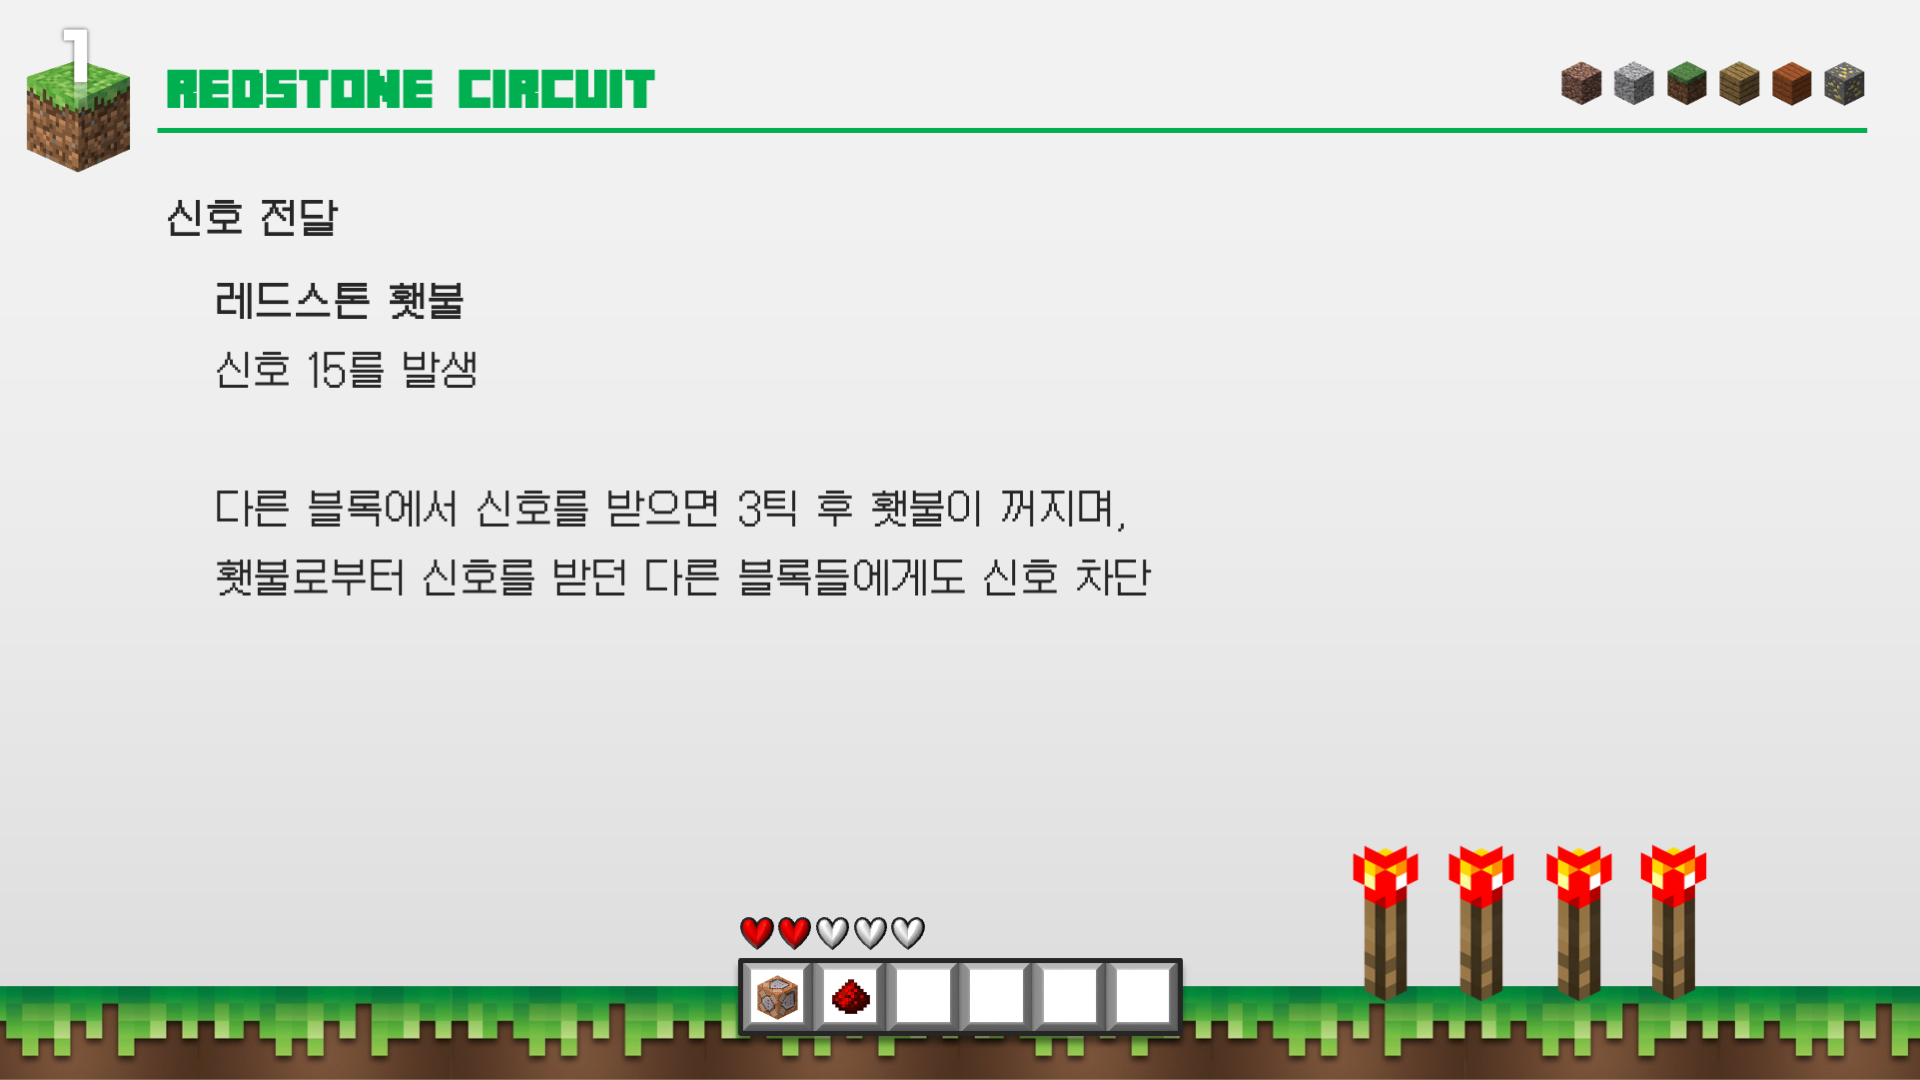 1
REDSTONE CIRCUIT
신호 전달
레드스톤 횃불
신호 15를 발생
다른 블록에서 신호를 받으면 3틱 후 횃불이 꺼지며,
횃불로부터 신호를 받던 다른 블록들에게도 신호 차단